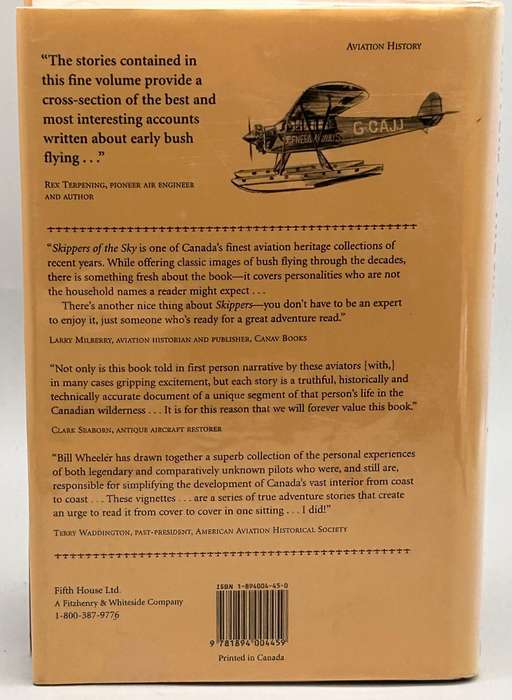 AVIATION HISTORY
“The stories contained in
this fine volume provide a
cross-section of the best and
most interesting accounts
written about early bush
flying . . .”
REX TERPENING, PIONEER AIR ENGINEER
AND AUTHOR
G-CAJJ
“Skippers of the Sky is one of Canada’s finest aviation heritage collections of
recent years. While offering classic images of bush flying through the decades,
there is something fresh about the book—it covers personalities who are not
the household names a reader might expect . . .
There’s another nice thing about Skippers—you don’t have to be an expert
to enjoy it, just someone who’s ready for a great adventure read.”
LARRY MILBERRY, AVIATION HISTORIAN AND PUBLISHER, CANAV BOOKS
“Not only is this book told in first person narrative by these aviators [with,]
in many cases gripping excitement, but each story is a truthful, historically and
technically accurate document of a unique segment of that person’s life in the
Canadian wilderness . . . It is for this reason that we will forever value this book.”
CLARK SEABORN, ANTIQUE AIRCRAFT RESTORER
“Bill Wheeler has drawn together a superb collection of the personal experiences
of both legendary and comparatively unknown pilots who were, and still are,
responsible for simplifying the development of Canada’s vast interior from coast
to coast . . . These vignettes . . . are a series of true adventure stories that create
an urge to read it from cover to cover in one sitting . . . I did!”
TERRY WADDINGTON, PAST-PRESIDENT, AMERICAN AVIATION HISTORICAL SOCIETY
Fifth House Ltd.
A Fitzhenry & Whiteside Company
1-800-387-9776
ISBN 1-894004-45-0
9 781894 004459
Printed in Canada